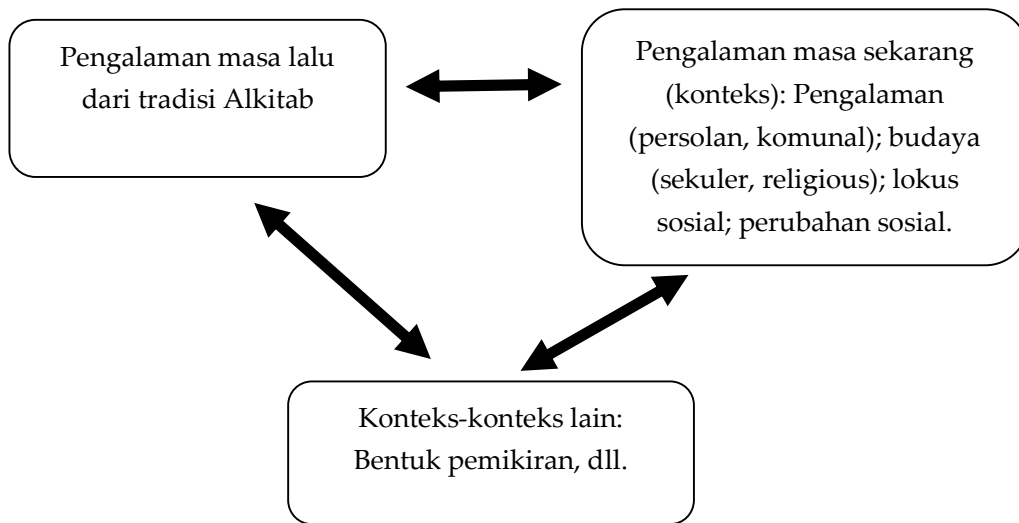 Pengalaman masa lalu
dari tradisi Alkitab
Pengalaman masa sekarang
(konteks): Pengalaman
(persolan, komunal); budaya
(sekuler, religious); lokus
sosial; perubahan sosial.
Konteks-konteks lain:
Bentuk pemikiran, dll.